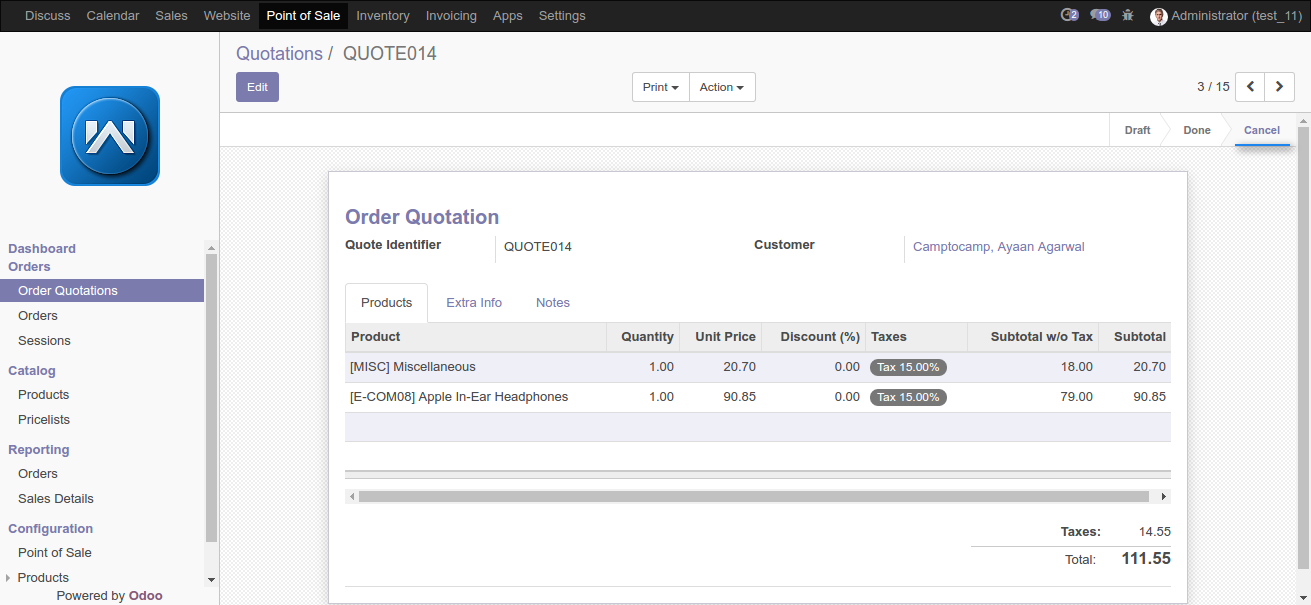 Discuss Calendar Sales Website Point of Sale Inventory Invoicing Apps Settings 2 10 Administrator (test_11)
Quotations / QUOTE014
Edit Print Action 3 / 15
Draft Done Cancel
Dashboard
Orders
Order Quotations
Orders
Sessions
Catalog
Products
Pricelists
Reporting
Orders
Sales Details
Configuration
Point of Sale
Products
Powered by Odoo
Order Quotation
Quote Identifier QUOTE014 Customer Camptocamp, Ayaan Agarwal
Products Extra Info Notes
Product Quantity Unit Price Discount (%) Taxes Subtotal w/o Tax Subtotal
[MISC] Miscellaneous 1.00 20.70 0.00 Tax 15.00% 18.00 20.70
[E-COM08] Apple In-Ear Headphones 1.00 90.85 0.00 Tax 15.00% 79.00 90.85
Taxes: 14.55
Total: 111.55